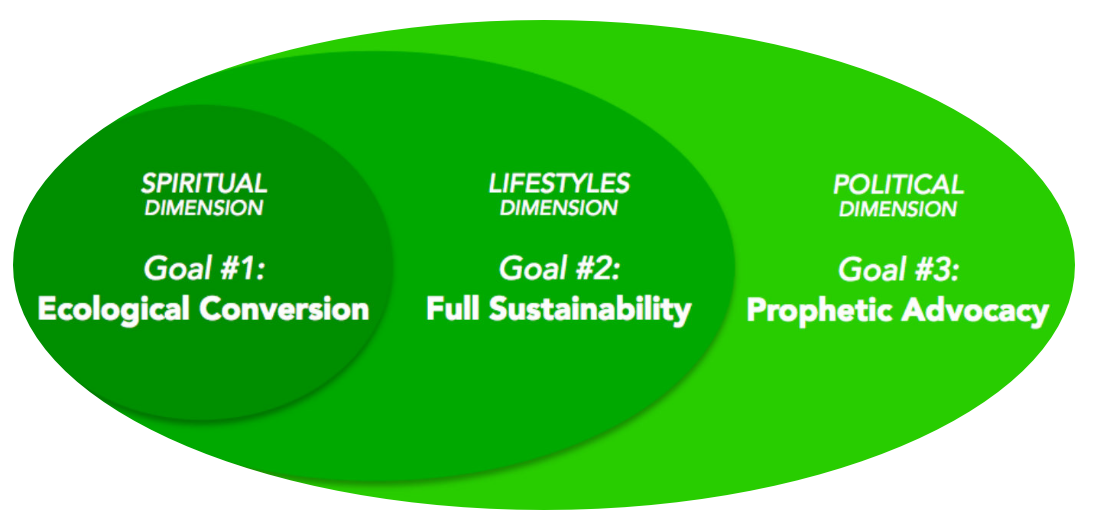 SPIRITUAL
DIMENSION
Goal #1:
Ecological Conversion
LIFESTYLES
DIMENSION
Goal #2:
Full Sustainability
POLITICAL
DIMENSION
Goal #3:
Prophetic Advocacy